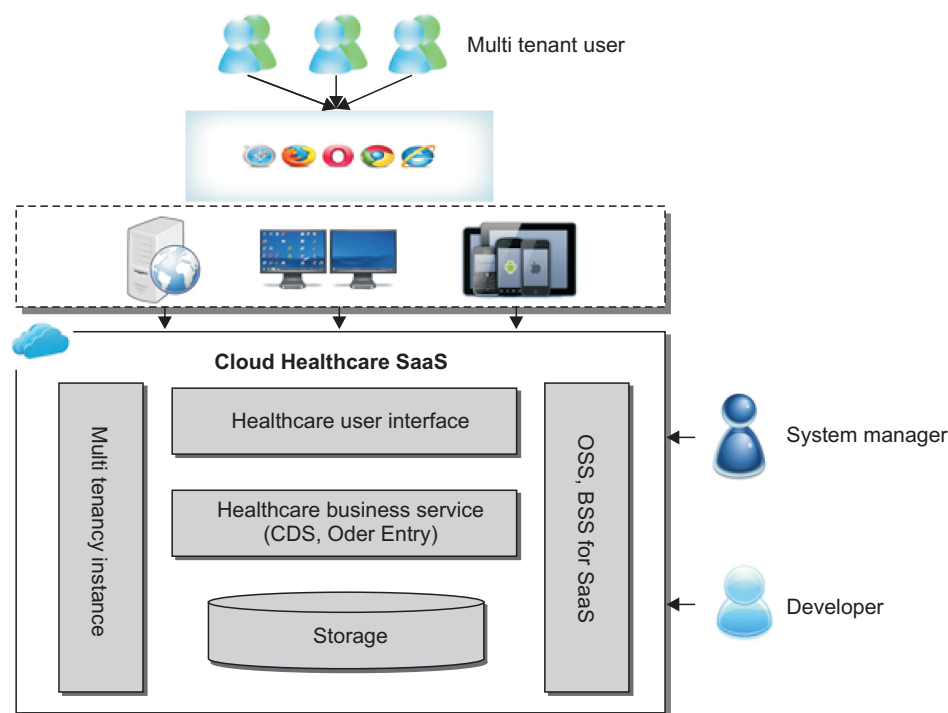 Multi tenant user
Cloud Healthcare SaaS
Multi tenancy instance
Healthcare user interface
Healthcare business service
(CDS, Oder Entry)
Storage
OSS, BSS for SaaS
System manager
Developer